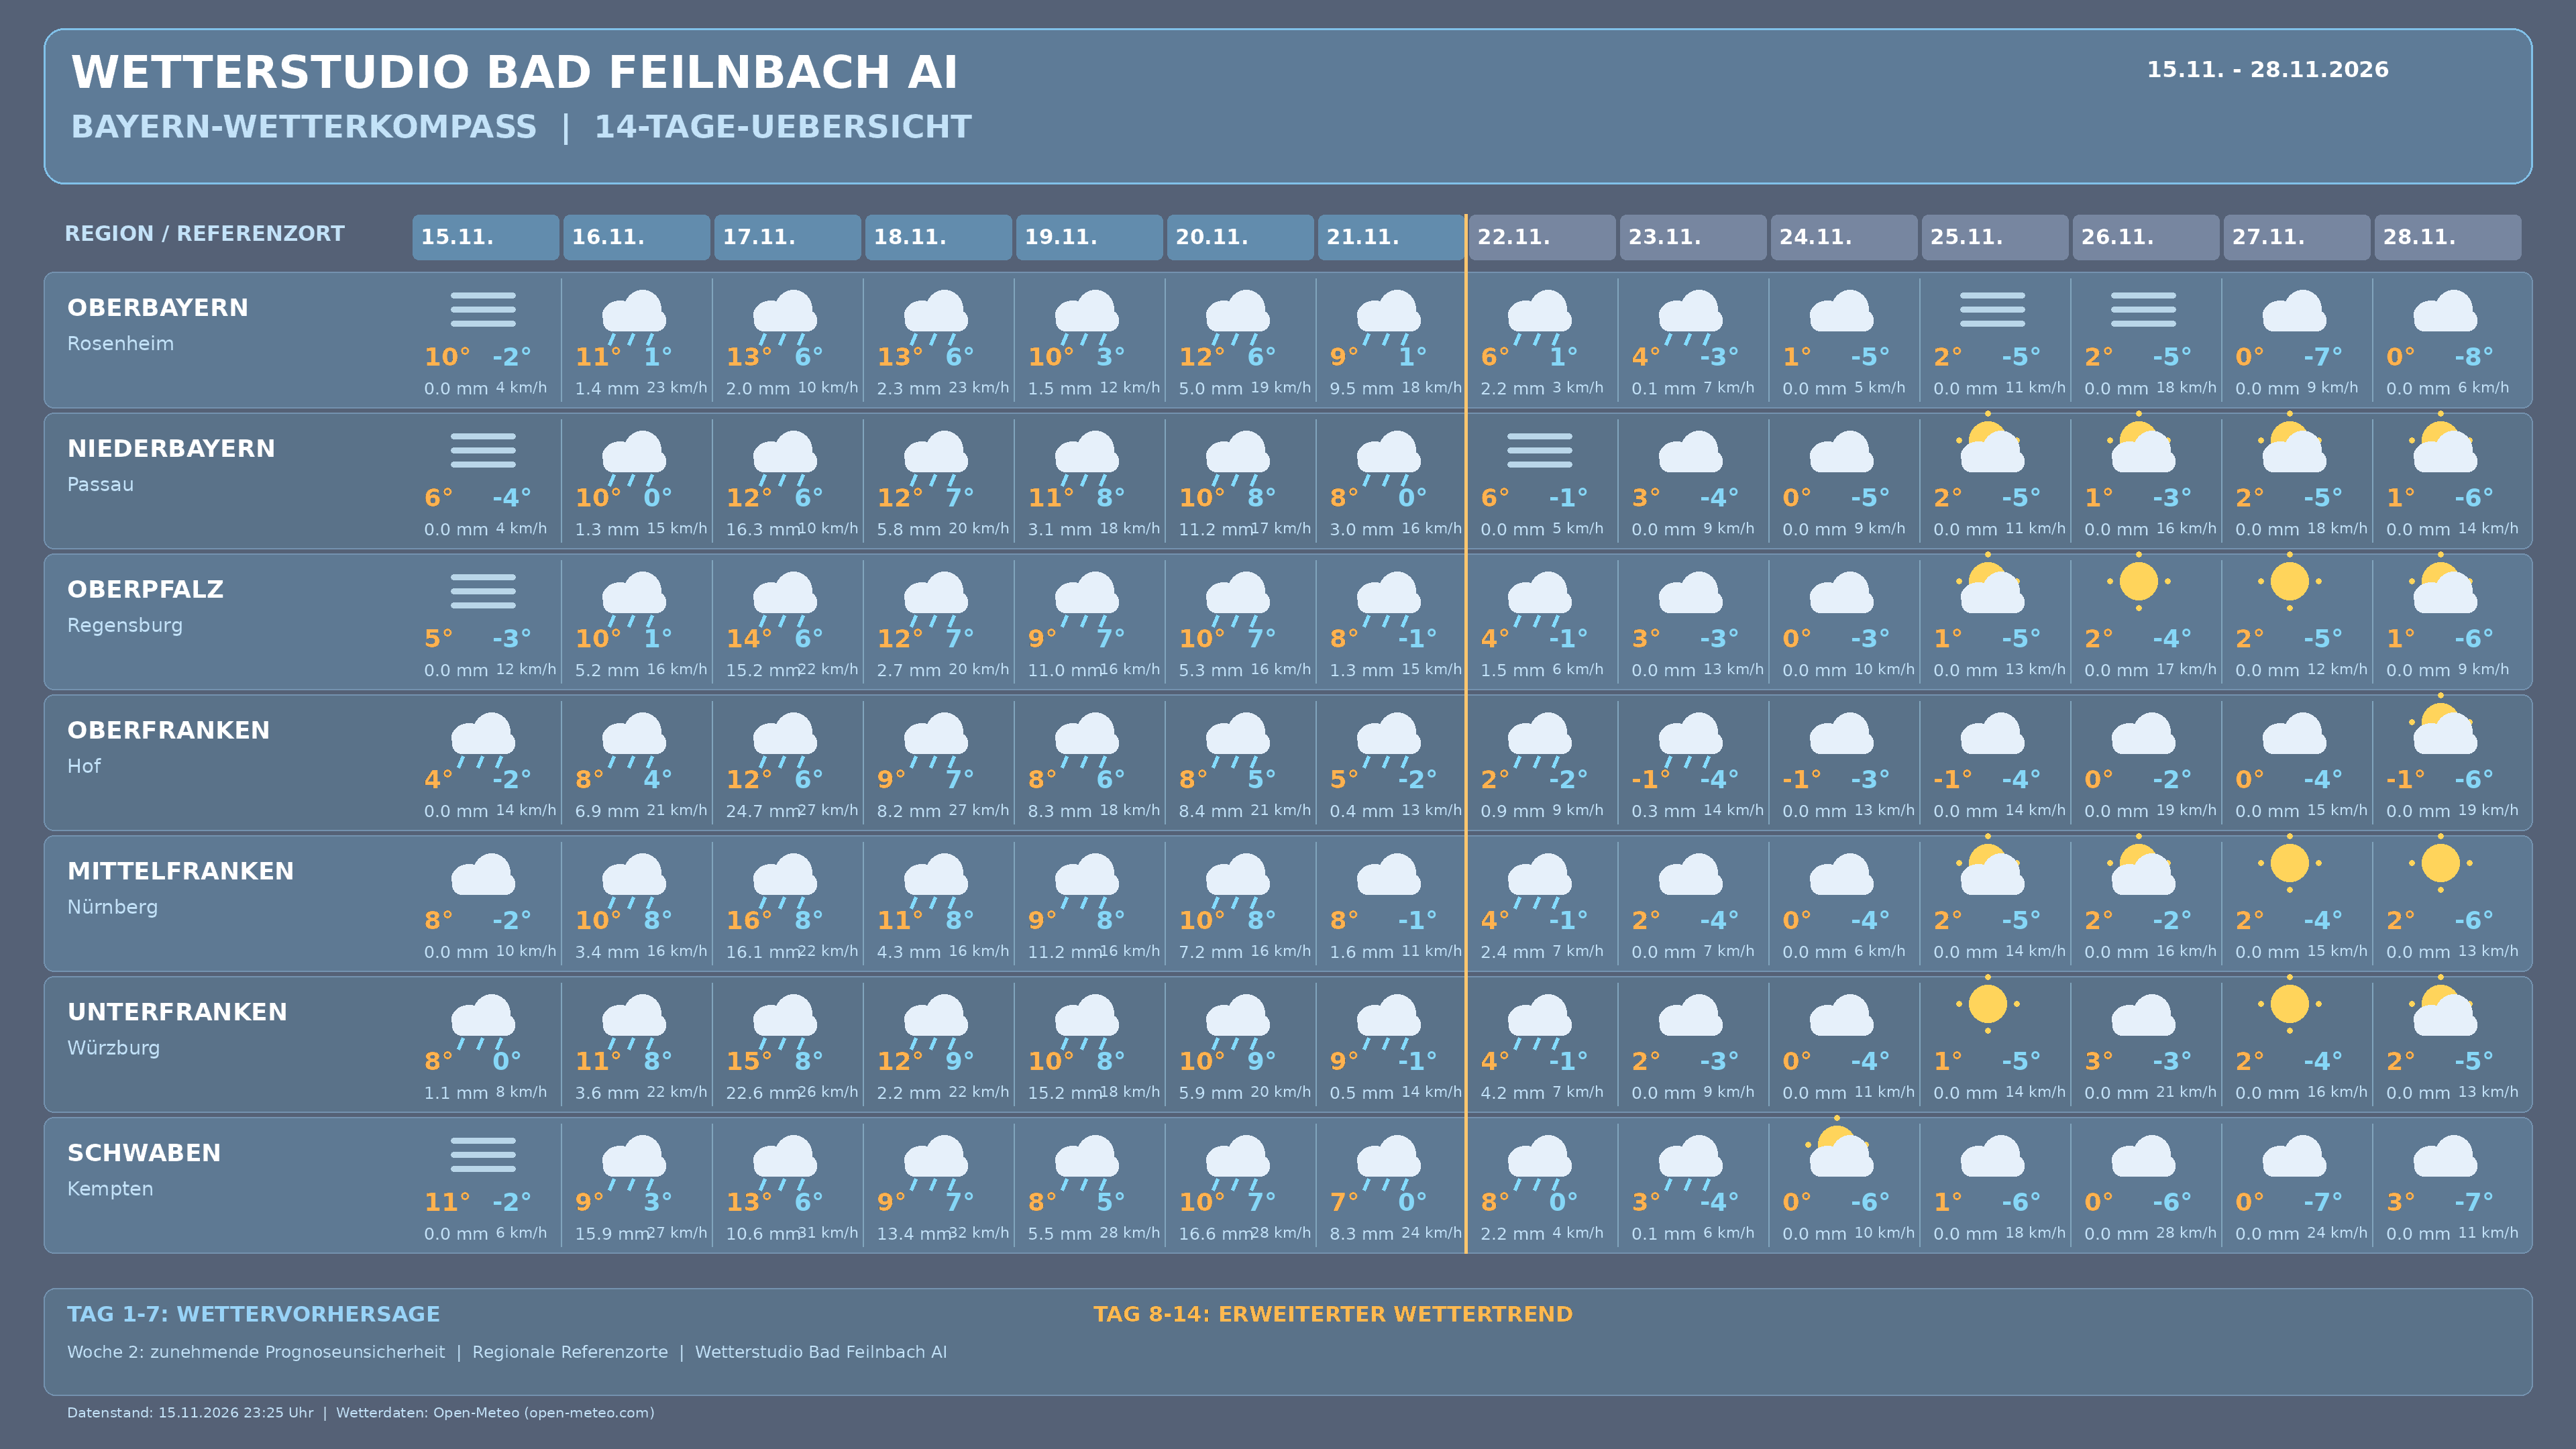 WETTERSTUDIO BAD FEILNBACH AI
15.11. - 28.11.2026
BAYERN-WETTERKOMPASS | 14-TAGE-UEBERSICHT
REGION / REFERENZORT 15.11. 16.11. 17.11. 18.11. 19.11. 20.11. 21.11. 22.11. 23.11. 24.11. 25.11. 26.11. 27.11. 28.11.
OBERBAYERN
Rosenheim
10° -2° 11° 1° 13° 6° 13° 6° 10° 3° 12° 6° 9° 1° 6° 1° 4° -3° 1° -5° 2° -5° 2° -5° 0° -7° 0° -8°
0.0 mm 4 km/h 1.4 mm 23 km/h 2.0 mm 10 km/h 2.3 mm 23 km/h 1.5 mm 12 km/h 5.0 mm 19 km/h 9.5 mm 18 km/h 2.2 mm 3 km/h 0.1 mm 7 km/h 0.0 mm 5 km/h 0.0 mm 11 km/h 0.0 mm 18 km/h 0.0 mm 9 km/h 0.0 mm 6 km/h
NIEDERBAYERN
Passau
6° -4° 10° 0° 12° 6° 12° 7° 11° 8° 10° 8° 8° 0° 6° -1° 3° -4° 0° -5° 2° -5° 1° -3° 2° -5° 1° -6°
0.0 mm 4 km/h 1.3 mm 15 km/h 16.3 mm 10 km/h 5.8 mm 20 km/h 3.1 mm 18 km/h 11.2 mm 17 km/h 3.0 mm 16 km/h 0.0 mm 5 km/h 0.0 mm 9 km/h 0.0 mm 9 km/h 0.0 mm 11 km/h 0.0 mm 16 km/h 0.0 mm 18 km/h 0.0 mm 14 km/h
OBERPFALZ
Regensburg
5° -3° 10° 1° 14° 6° 12° 7° 9° 7° 10° 7° 8° -1° 4° -1° 3° -3° 0° -3° 1° -5° 2° -4° 2° -5° 1° -6°
0.0 mm 12 km/h 5.2 mm 16 km/h 15.2 mm 22 km/h 2.7 mm 20 km/h 11.0 mm 16 km/h 5.3 mm 16 km/h 1.3 mm 15 km/h 1.5 mm 6 km/h 0.0 mm 13 km/h 0.0 mm 10 km/h 0.0 mm 13 km/h 0.0 mm 17 km/h 0.0 mm 12 km/h 0.0 mm 9 km/h
OBERFRANKEN
Hof
4° -2° 8° 4° 12° 6° 9° 7° 8° 6° 8° 5° 5° -2° 2° -2° -1° -4° -1° -3° -1° -4° 0° -2° 0° -4° -1° -6°
0.0 mm 14 km/h 6.9 mm 21 km/h 24.7 mm 27 km/h 8.2 mm 27 km/h 8.3 mm 18 km/h 8.4 mm 21 km/h 0.4 mm 13 km/h 0.9 mm 9 km/h 0.3 mm 14 km/h 0.0 mm 13 km/h 0.0 mm 14 km/h 0.0 mm 19 km/h 0.0 mm 15 km/h 0.0 mm 19 km/h
MITTELFRANKEN
Nürnberg
8° -2° 10° 8° 16° 8° 11° 8° 9° 8° 10° 8° 8° -1° 4° -1° 2° -4° 0° -4° 2° -5° 2° -2° 2° -4° 2° -6°
0.0 mm 10 km/h 3.4 mm 16 km/h 16.1 mm 22 km/h 4.3 mm 16 km/h 11.2 mm 16 km/h 7.2 mm 16 km/h 1.6 mm 11 km/h 2.4 mm 7 km/h 0.0 mm 7 km/h 0.0 mm 6 km/h 0.0 mm 14 km/h 0.0 mm 16 km/h 0.0 mm 15 km/h 0.0 mm 13 km/h
UNTERFRANKEN
Würzburg
8° 0° 11° 8° 15° 8° 12° 9° 10° 8° 10° 9° 9° -1° 4° -1° 2° -3° 0° -4° 1° -5° 3° -3° 2° -4° 2° -5°
1.1 mm 8 km/h 3.6 mm 22 km/h 22.6 mm 26 km/h 2.2 mm 22 km/h 15.2 mm 18 km/h 5.9 mm 20 km/h 0.5 mm 14 km/h 4.2 mm 7 km/h 0.0 mm 9 km/h 0.0 mm 11 km/h 0.0 mm 14 km/h 0.0 mm 21 km/h 0.0 mm 16 km/h 0.0 mm 13 km/h
SCHWABEN
Kempten
11° -2° 9° 3° 13° 6° 9° 7° 8° 5° 10° 7° 7° 0° 8° 0° 3° -4° 0° -6° 1° -6° 0° -6° 0° -7° 3° -7°
0.0 mm 6 km/h 15.9 mm 27 km/h 10.6 mm 31 km/h 13.4 mm 32 km/h 5.5 mm 28 km/h 16.6 mm 28 km/h 8.3 mm 24 km/h 2.2 mm 4 km/h 0.1 mm 6 km/h 0.0 mm 10 km/h 0.0 mm 18 km/h 0.0 mm 28 km/h 0.0 mm 24 km/h 0.0 mm 11 km/h
TAG 1-7: WETTERVORHERSAGE TAG 8-14: ERWEITERTER WETTERTREND
Woche 2: zunehmende Prognoseunsicherheit | Regionale Referenzorte | Wetterstudio Bad Feilnbach AI
Datenstand: 15.11.2026 23:25 Uhr | Wetterdaten: Open-Meteo (open-meteo.com)